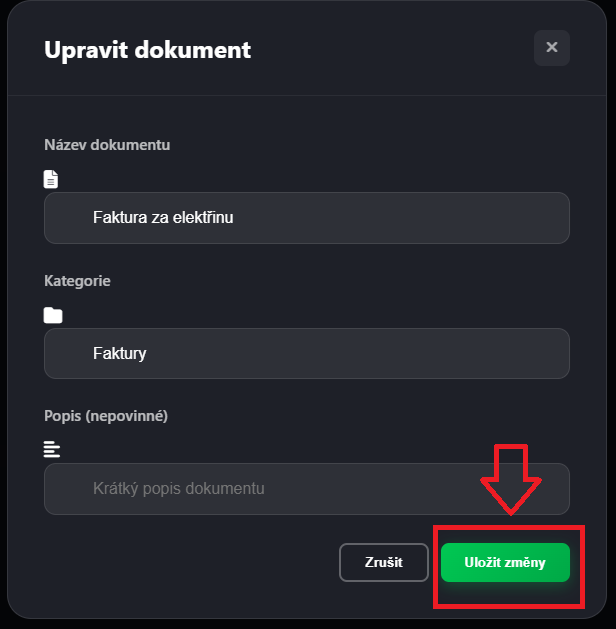 Upravit dokument
Název dokumentu
Faktura za elektřinu
Kategorie
Faktury
Popis (nepovinné)
Krátký popis dokumentu
Zrušit
Uložit změny